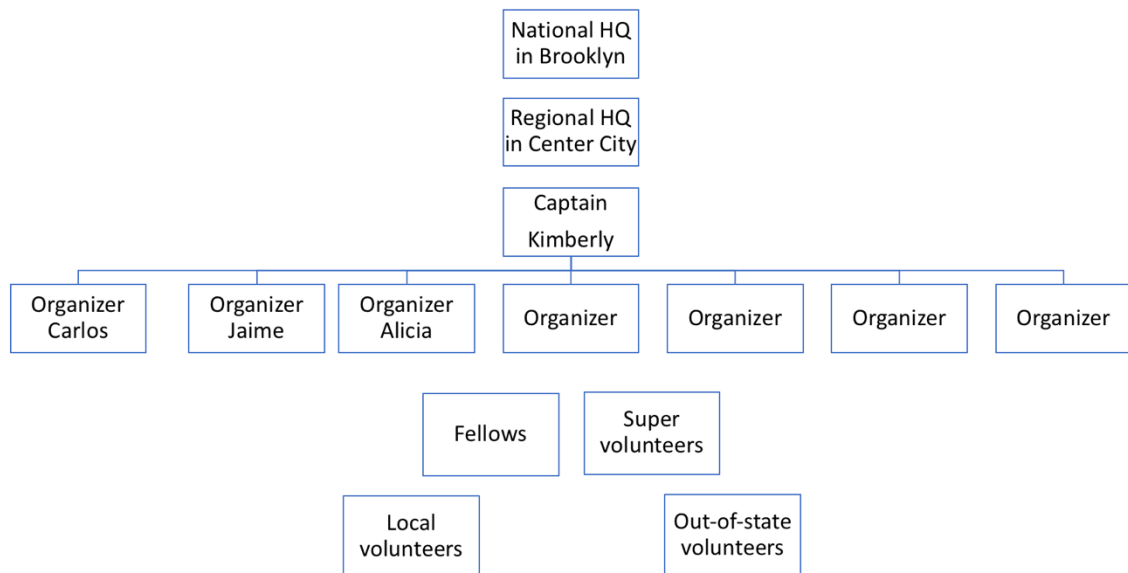 National HQ
in Brooklyn
Regional HQ
in Center City
Captain
Kimberly
Organizer
Carlos
Organizer
Jaime
Organizer
Alicia
Organizer
Organizer
Organizer
Organizer
Fellows
Super
volunteers
Local
volunteers
Out-of-state
volunteers